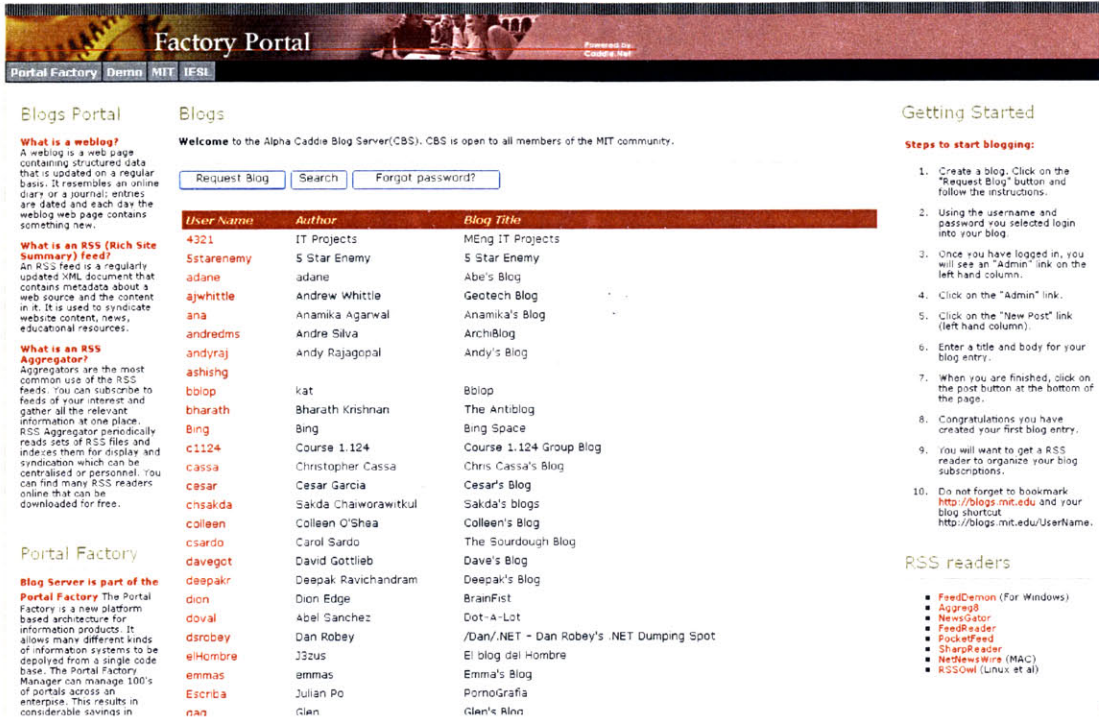 Factory Portal
Powered by
Caddie.Net
Portal Factory Demo MIT IESL
Blogs Portal
What is a weblog?
A weblog is a web page
containing structured data
that is updated on a regular
basis. It resembles an online
diary or a journal; entries
are dated and each day the
weblog web page contains
something new.
What is an RSS (Rich Site
Summary) feed?
An RSS feed is a regularly
updated XML document that
contains metadata about a
web source and the content
in it. It is used to syndicate
website content, news,
educational resources.
What is an RSS
Aggregator?
Aggregators are the most
common use of the RSS
feeds. You can subscribe to
feeds of your interest and
gather all the relevant
information at one place.
RSS Aggregator periodically
reads sets of RSS files and
indexes them for display and
syndication which can be
centralised or personnel. You
can find many RSS readers
online that can be
downloaded for free.
Portal Factory
Blog Server is part of the
Portal Factory The Portal
Factory is a new platform
based architecture for
information products. It
allows many different kinds
of information systems to be
depolyed from a single code
base. The Portal Factory
Manager can manage 100's
of portals across an
enterpise. This results in
considerable savings in
Blogs
Welcome to the Alpha Caddie Blog Server(CBS). CBS is open to all members of the MIT community.
Request Blog Search Forgot password?
User Name Author Blog Title
4321 IT Projects MEng IT Projects
5starenemy 5 Star Enemy 5 Star Enemy
adane adane Abe's Blog
ajwhittle Andrew Whittle Geotech Blog
ana Anamika Agarwal Anamika's Blog
andredms Andre Silva ArchiBlog
andyraj Andy Rajagopal Andy's Blog
ashishg
bblop kat Bblop
bharath Bharath Krishnan The Antiblog
Bing Bing Bing Space
c1124 Course 1.124 Course 1.124 Group Blog
cassa Christopher Cassa Chris Cassa's Blog
cesar Cesar Garcia Cesar's Blog
chsakda Sakda Chaiworawitkul Sakda's blogs
colleen Colleen O'Shea Colleen's Blog
csardo Carol Sardo The Sourdough Blog
davegot David Gottlieb Dave's Blog
deepakr Deepak Ravichandram Deepak's Blog
dion Dion Edge BrainFist
doval Abel Sanchez Dot-A-Lot
dsrobey Dan Robey /Dan/.NET - Dan Robey's .NET Dumping Spot
elHombre J3zus El blog del Hombre
emmas emmas Emma's Blog
Escriba Julian Po PornoGrafia
gag Glen Glen's Blog
Getting Started
Steps to start blogging:
1. Create a blog. Click on the
"Request Blog" button and
follow the instructions.
2. Using the username and
password you selected login
into your blog.
3. Once you have logged in, you
will see an "Admin" link on the
left hand column.
4. Click on the "Admin" link.
5. Click on the "New Post" link
(left hand column).
6. Enter a title and body for your
blog entry.
7. When you are finished, click on
the post button at the bottom of
the page.
8. Congratulations you have
created your first blog entry.
9. You will want to get a RSS
reader to organize your blog
subscriptions.
10. Do not forget to bookmark
http://blogs.mit.edu and your
blog shortcut
http://blogs.mit.edu/UserName.
RSS readers
FeedDemon (For Windows)
Aggreg8
NewsGator
FeedReader
PocketFeed
SharpReader
NetNewsWire (MAC)
RSSOwl (Linux et al)